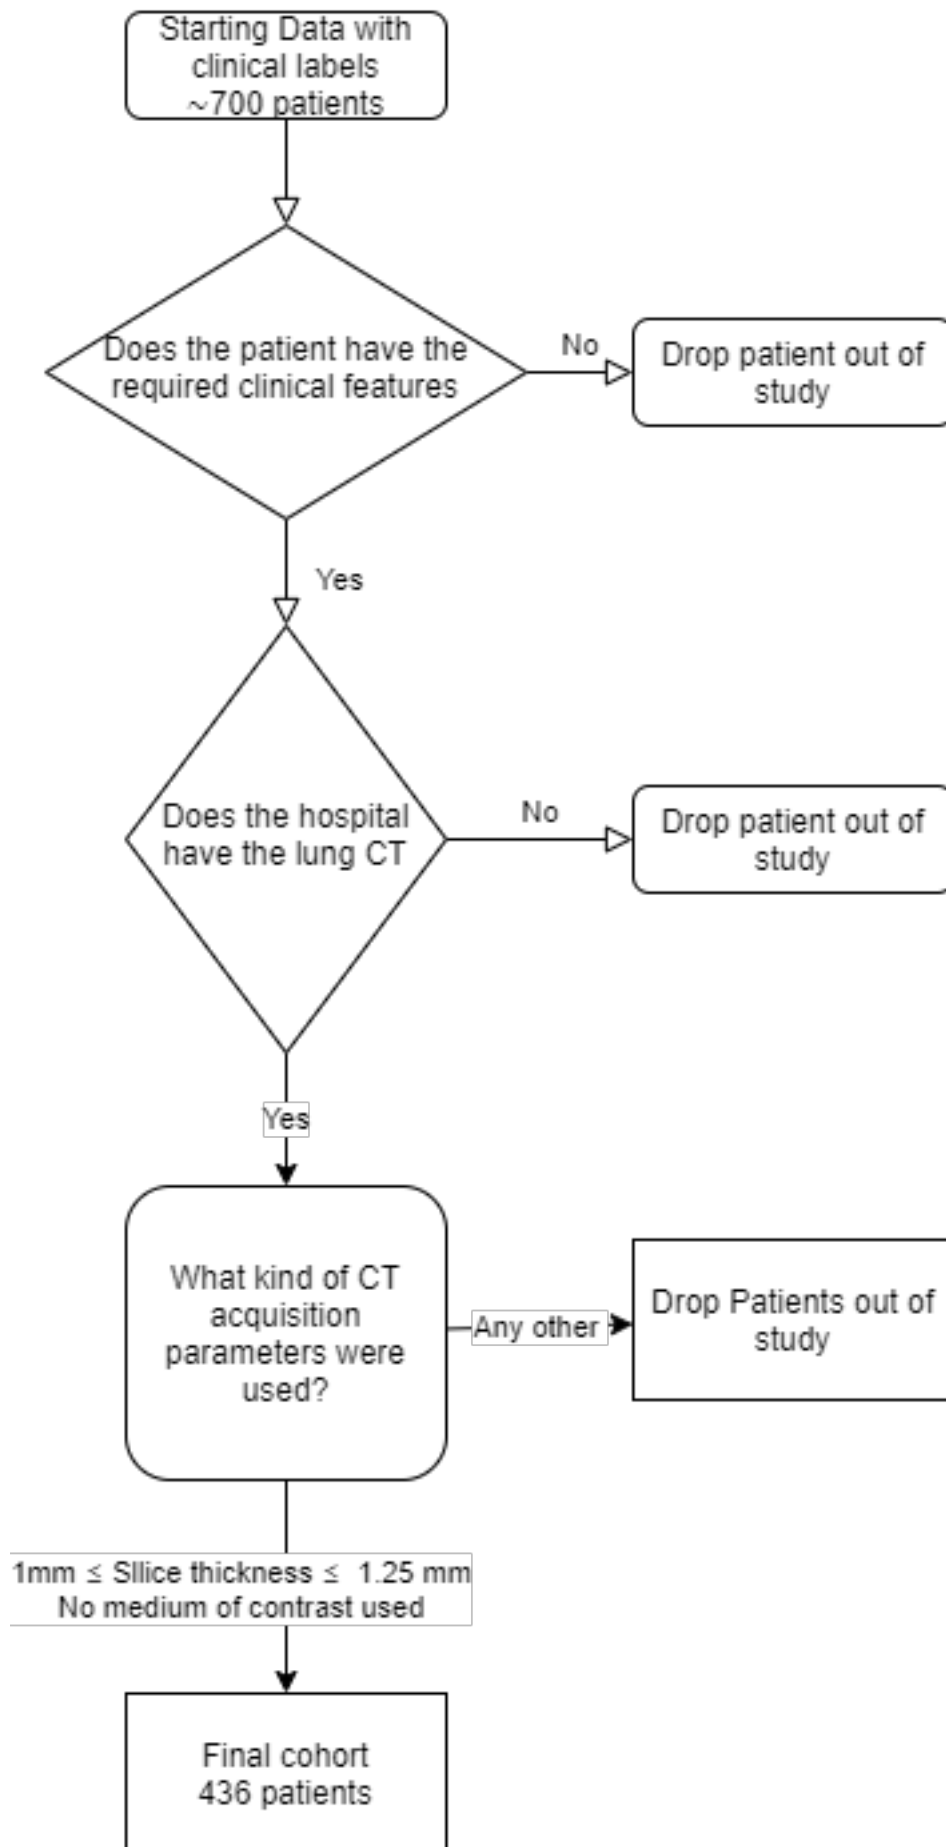 Starting Data with
clinical labels
~700 patients
Does the patient have the
required clinical features
No
Drop patient out of
study
Yes
Does the hospital
have the lung CT
No
Drop patient out of
study
Yes
What kind of CT
acquisition
parameters were
used?
Any other
Drop Patients out of
study
1mm ≤ Sllice thickness ≤ 1.25 mm
No medium of contrast used
Final cohort
436 patients